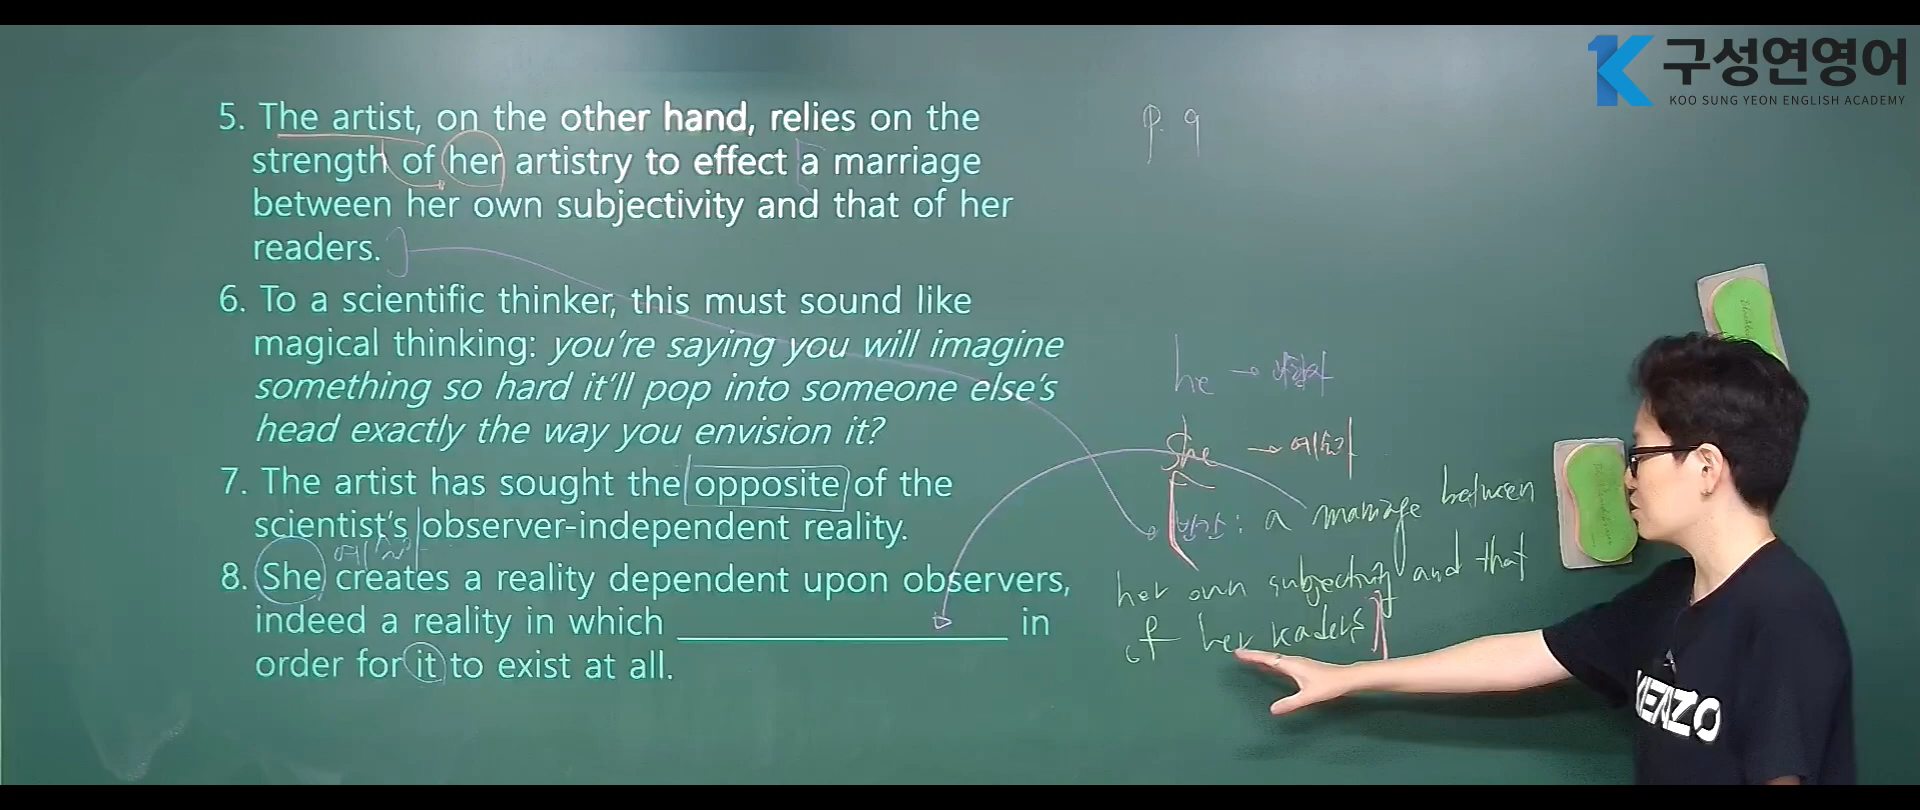 구성연영어
KOO SUNG YEON ENGLISH ACADEMY
5. The artist, on the other hand, relies on the
strength of her artistry to effect a marriage
between her own subjectivity and that of her
readers.
6. To a scientific thinker, this must sound like
magical thinking: you're saying you will imagine
something so hard it'll pop into someone else's
head exactly the way you envision it?
7. The artist has sought the opposite of the
scientist's observer-independent reality.
8. She creates a reality dependent upon observers,
indeed a reality in which ____________________ in
order for it to exist at all.
p. 9
he →
she →
빈칸 : a marriage between
her own subjectivity and that
of her readers
KENZO